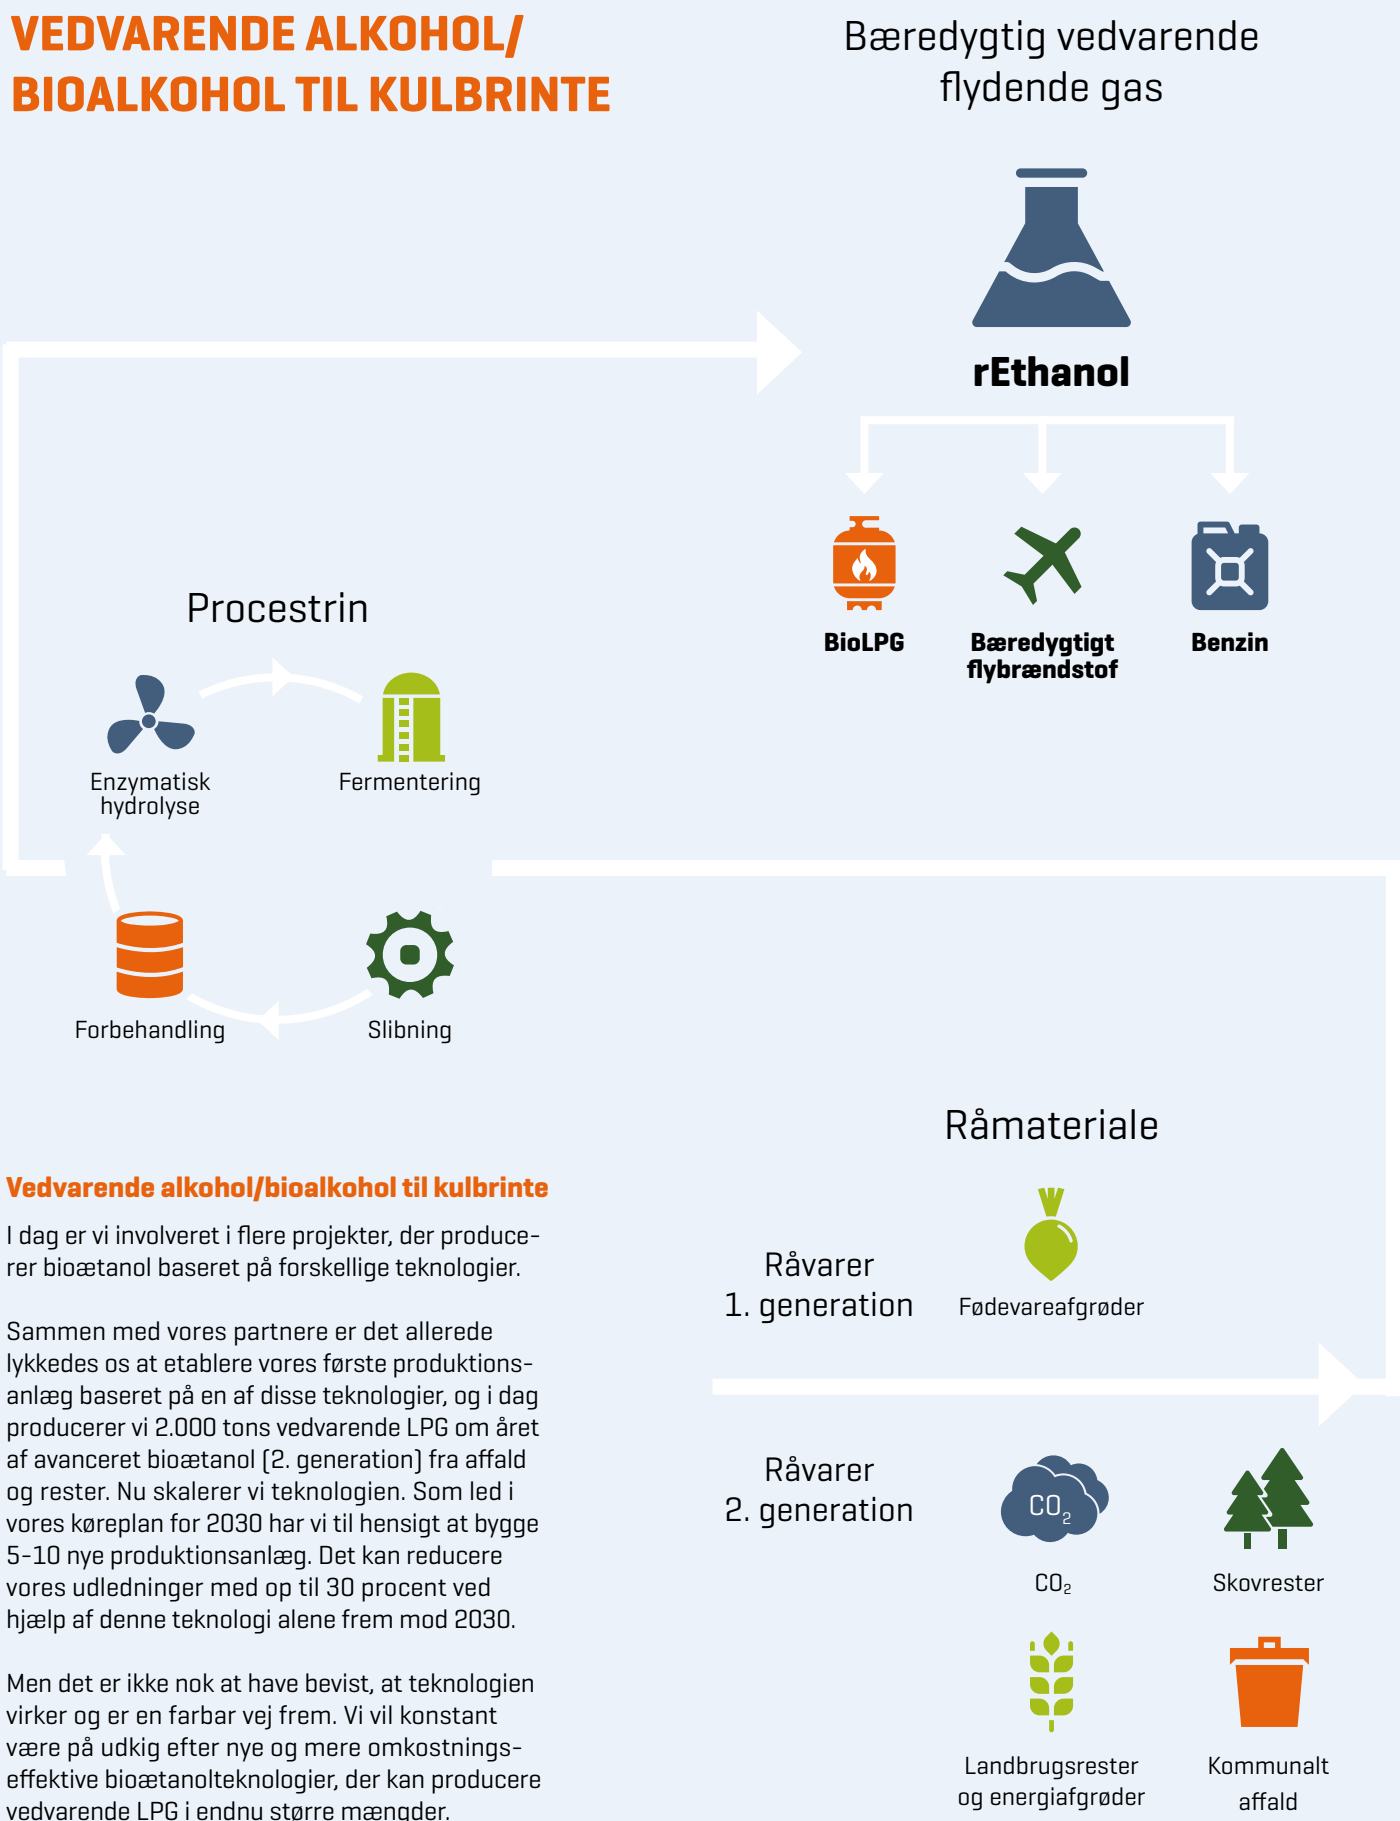 VEDVARENDE ALKOHOL/
BIOALKOHOL TIL KULBRINTE
Bæredygtig vedvarende
flydende gas
rEthanol
BioLPG
Bæredygtigt
flybrændstof
Benzin
Procestrin
Enzymatisk
hydrolyse
Fermentering
Forbehandling
Slibning
Vedvarende alkohol/bioalkohol til kulbrinte
I dag er vi involveret i flere projekter, der produce-
rer bioætanol baseret på forskellige teknologier.
Sammen med vores partnere er det allerede
lykkedes os at etablere vores første produktions-
anlæg baseret på en af disse teknologier, og i dag
producerer vi 2.000 tons vedvarende LPG om året
af avanceret bioætanol (2. generation) fra affald
og rester. Nu skalerer vi teknologien. Som led i
vores køreplan for 2030 har vi til hensigt at bygge
5-10 nye produktionsanlæg. Det kan reducere
vores udledninger med op til 30 procent ved
hjælp af denne teknologi alene frem mod 2030.
Men det er ikke nok at have bevist, at teknologien
virker og er en farbar vej frem. Vi vil konstant
være på udkig efter nye og mere omkostnings-
effektive bioætanolteknologier, der kan producere
vedvarende LPG i endnu større mængder.
Råmateriale
Råvarer
1. generation
Fødevareafgrøder
Råvarer
2. generation
CO₂
CO₂
Skovrester
Landbrugsrester
og energiafgrøder
Kommunalt
affald